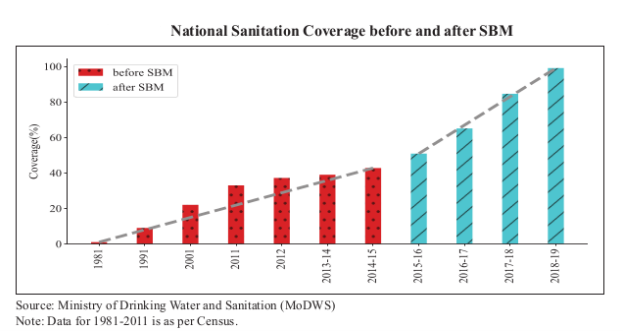 National Sanitation Coverage before and after SBM
before SBM
after SBM
Coverage(%)
100
80
60
40
20
0
1981
1991
2001
2011
2012
2013-14
2014-15
2015-16
2016-17
2017-18
2018-19
Source: Ministry of Drinking Water and Sanitation (MoDWS)
Note: Data for 1981-2011 is as per Census.